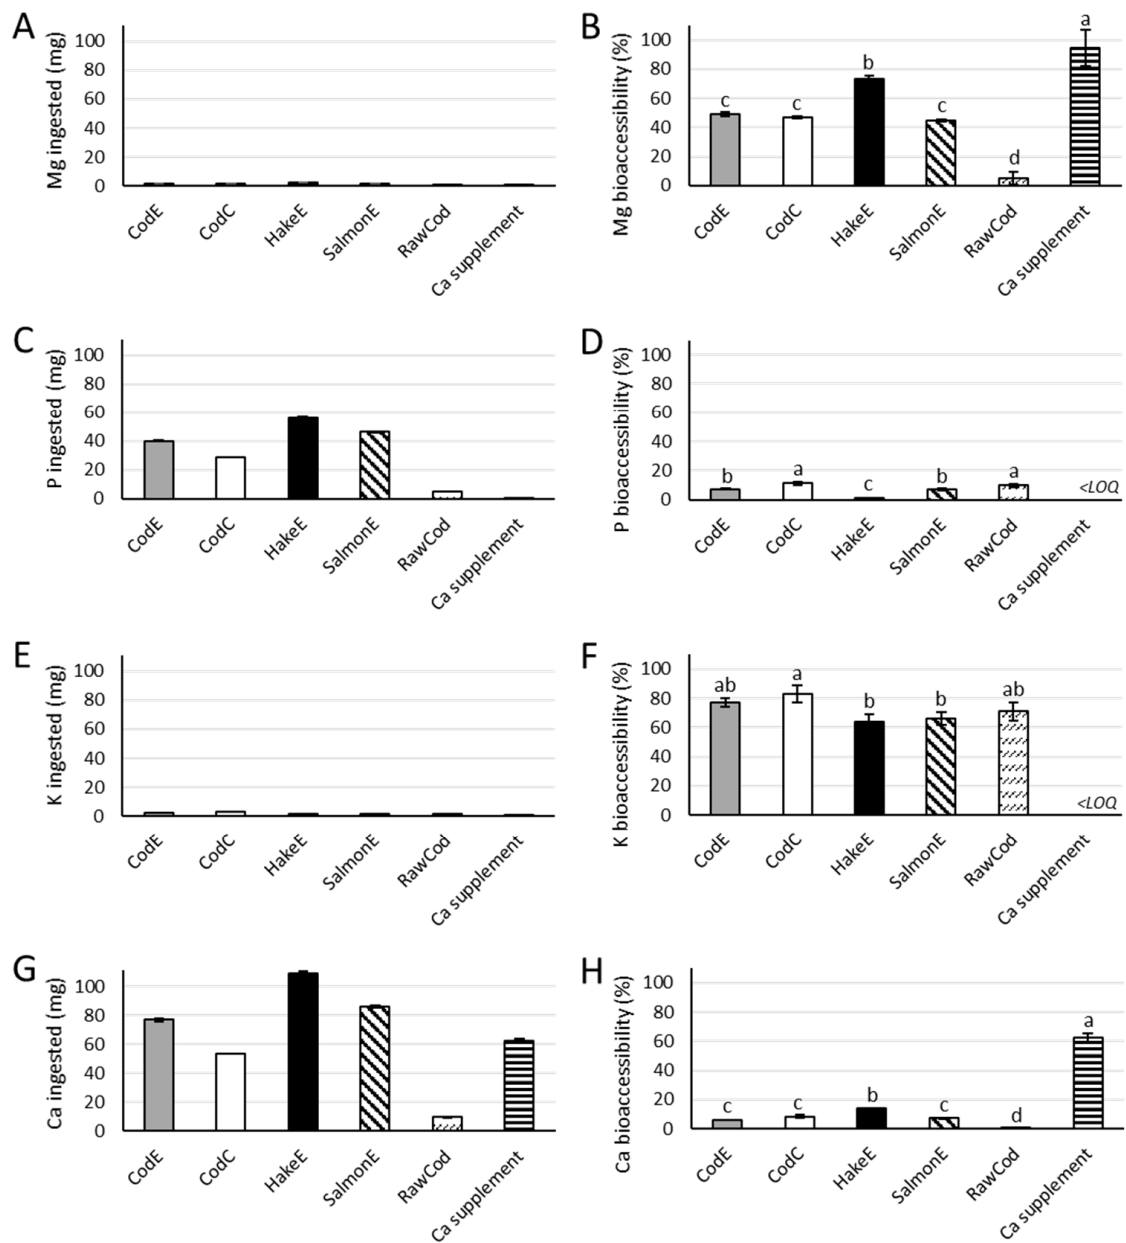 A
Mg ingested (mg)
100
80
60
40
20
0
CodE
CodC
HakeE
SalmonE
RawCod
Ca supplement
B
Mg bioaccessibility (%)
100
80
60
40
20
0
c
c
b
c
d
a
CodE
CodC
HakeE
SalmonE
RawCod
Ca supplement
C
P ingested (mg)
100
80
60
40
20
0
CodE
CodC
HakeE
SalmonE
RawCod
Ca supplement
D
P bioaccessibility (%)
100
80
60
40
20
0
b
a
c
b
a
<LOQ
CodE
CodC
HakeE
SalmonE
RawCod
Ca supplement
E
K ingested (mg)
100
80
60
40
20
0
CodE
CodC
HakeE
SalmonE
RawCod
Ca supplement
F
K bioaccessibility (%)
100
80
60
40
20
0
ab
a
b
b
ab
<LOQ
CodE
CodC
HakeE
SalmonE
RawCod
Ca supplement
G
Ca ingested (mg)
100
80
60
40
20
0
CodE
CodC
HakeE
SalmonE
RawCod
Ca supplement
H
Ca bioaccessibility (%)
100
80
60
40
20
0
c
c
b
c
d
a
CodE
CodC
HakeE
SalmonE
RawCod
Ca supplement